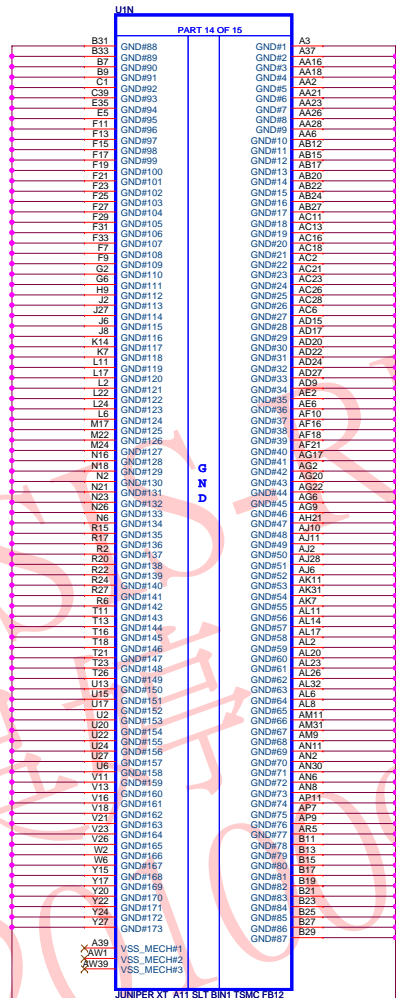 U1N
PART 14 OF 15
B31 GND#88 GND#1 A3
B33 GND#89 GND#2 A37
B7 GND#90 GND#3 AA16
B9 GND#91 GND#4 AA18
C1 GND#92 GND#5 AA2
C39 GND#93 GND#6 AA21
E35 GND#94 GND#7 AA23
E5 GND#95 GND#8 AA26
F11 GND#96 GND#9 AA28
F13 GND#97 GND#10 AA6
F15 GND#98 GND#11 AB12
F17 GND#99 GND#12 AB15
F19 GND#100 GND#13 AB17
F21 GND#101 GND#14 AB20
F23 GND#102 GND#15 AB22
F25 GND#103 GND#16 AB24
F27 GND#104 GND#17 AB27
F29 GND#105 GND#18 AC11
F31 GND#106 GND#19 AC13
F33 GND#107 GND#20 AC16
F7 GND#108 GND#21 AC18
F9 GND#109 GND#22 AC2
G2 GND#110 GND#23 AC21
G6 GND#111 GND#24 AC23
H9 GND#112 GND#25 AC26
J2 GND#113 GND#26 AC28
J27 GND#114 GND#27 AC6
J6 GND#115 GND#28 AD15
J8 GND#116 GND#29 AD17
K14 GND#117 GND#30 AD20
K7 GND#118 GND#31 AD22
L11 GND#119 GND#32 AD24
L17 GND#120 GND#33 AD27
L2 GND#121 GND#34 AD9
L22 GND#122 GND#35 AE2
L24 GND#123 GND#36 AE6
L6 GND#124 GND#37 AF10
M17 GND#125 GND#38 AF16
M22 GND#126 GND#39 AF18
M24 GND#127 GND#40 AF21
N16 GND#128 GND#41 AG17
N18 GND#129 GND#42 AG2
N2 GND#130 GND#43 AG20
N21 GND#131 GND#44 AG22
N23 GND#132 GND#45 AG6
N26 GND#133 GND#46 AG9
N6 GND#134 GND#47 AH21
R15 GND#135 GND#48 AJ10
R17 GND#136 GND#49 AJ11
R2 GND#137 GND#50 AJ2
R20 GND#138 GND#51 AJ28
R22 GND#139 GND#52 AJ6
R24 GND#140 GND#53 AK11
R27 GND#141 GND#54 AK31
R6 GND#142 GND#55 AK7
T11 GND#143 GND#56 AL11
T13 GND#144 GND#57 AL14
T16 GND#145 GND#58 AL17
T18 GND#146 GND#59 AL2
T21 GND#147 GND#60 AL20
T23 GND#148 GND#61 AL23
T26 GND#149 GND#62 AL26
U13 GND#150 GND#63 AL32
U15 GND#151 GND#64 AL6
U17 GND#152 GND#65 AL8
U2 GND#153 GND#66 AM11
U20 GND#154 GND#67 AM31
U22 GND#155 GND#68 AM9
U24 GND#156 GND#69 AN11
U27 GND#157 GND#70 AN2
U6 GND#158 GND#71 AN30
V11 GND#159 GND#72 AN6
V13 GND#160 GND#73 AN8
V16 GND#161 GND#74 AP11
V18 GND#162 GND#75 AP7
V21 GND#163 GND#76 AP9
V23 GND#164 GND#77 AR5
V26 GND#165 GND#78 B11
W2 GND#166 GND#79 B13
W6 GND#167 GND#80 B15
Y15 GND#168 GND#81 B17
Y17 GND#169 GND#82 B19
Y20 GND#170 GND#83 B21
Y22 GND#171 GND#84 B23
Y24 GND#172 GND#85 B25
Y27 GND#173 GND#86 B27
GND#87 B29
G
N
D
A39 VSS_MECH#1
AW1 VSS_MECH#2
AW39 VSS_MECH#3
JUNIPER XT A11 SLT BIN1 TSMC FB12